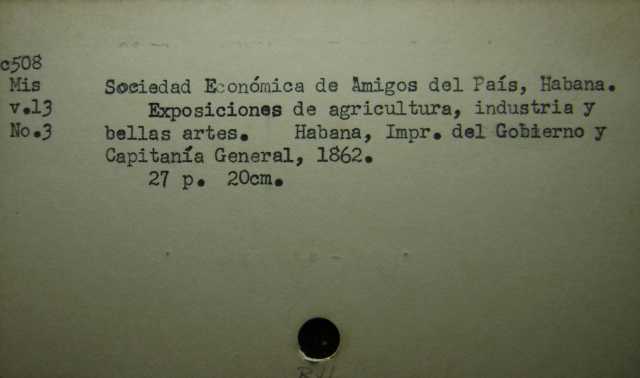 c508
Mis Sociedad Económica de Amigos del País, Habana.
v.13 Exposiciones de agricultura, industria y
No.3 bellas artes. Habana, Impr. del Gobierno y
Capitanía General, 1862.
27 p. 20cm.